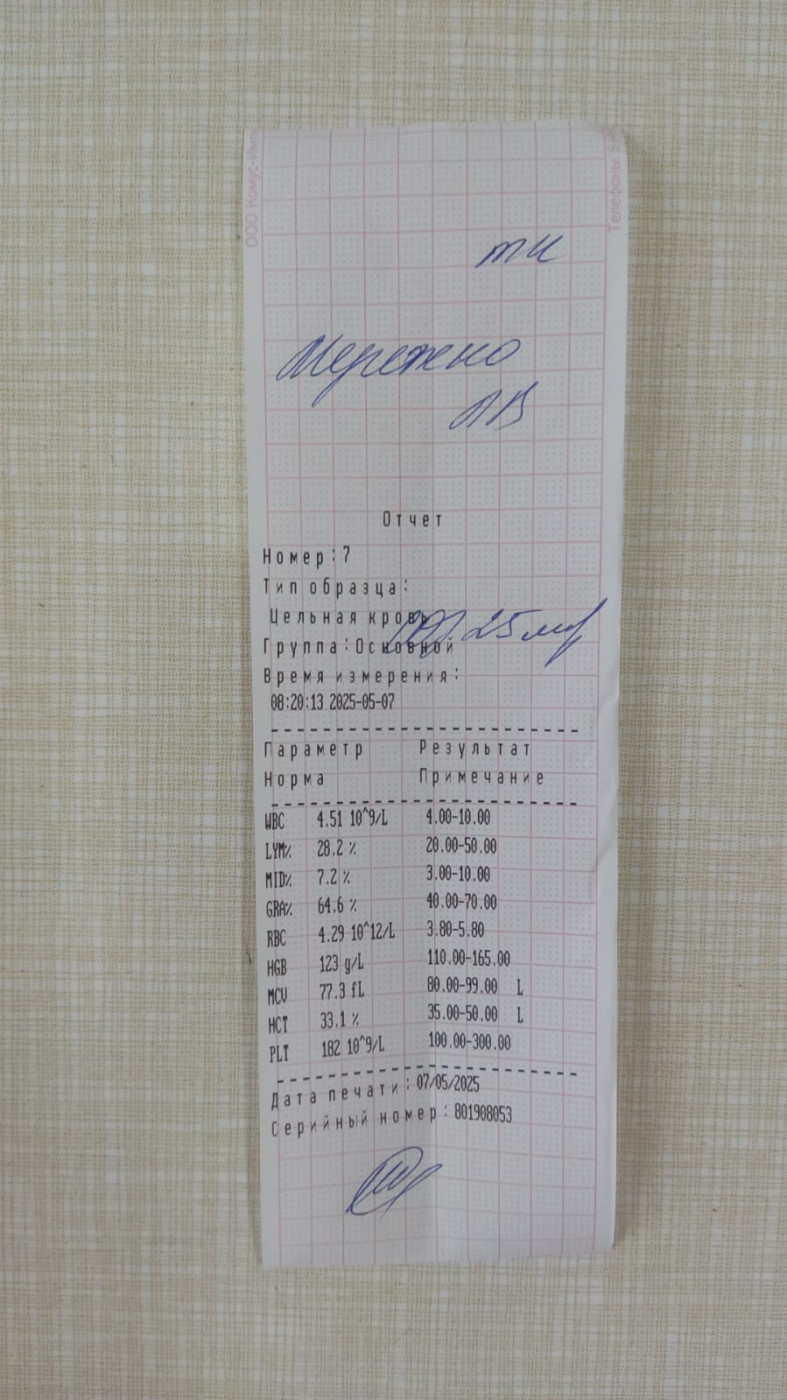 тк
Мережко
ЛВ
Отчет
Номер:7
Тип образца:
Цельная кровь
25 мм/
Группа:Основной
Время измерения:
08:20:13 2025-05-07
Параметр Результат
Норма Примечание
WBC 4.51 10^9/L 4.00-10.00
LYM% 28.2 % 20.00-50.00
MID% 7.2 % 3.00-10.00
GRA% 64.6 % 40.00-70.00
RBC 4.29 10^12/L 3.80-5.80
HGB 123 g/L 110.00-165.00
MCV 77.3 fL 80.00-99.00 L
HCT 33.1 % 35.00-50.00 L
PLT 182 10^9/L 100.00-300.00
Дата печати:07/05/2025
Серийный номер:801908053